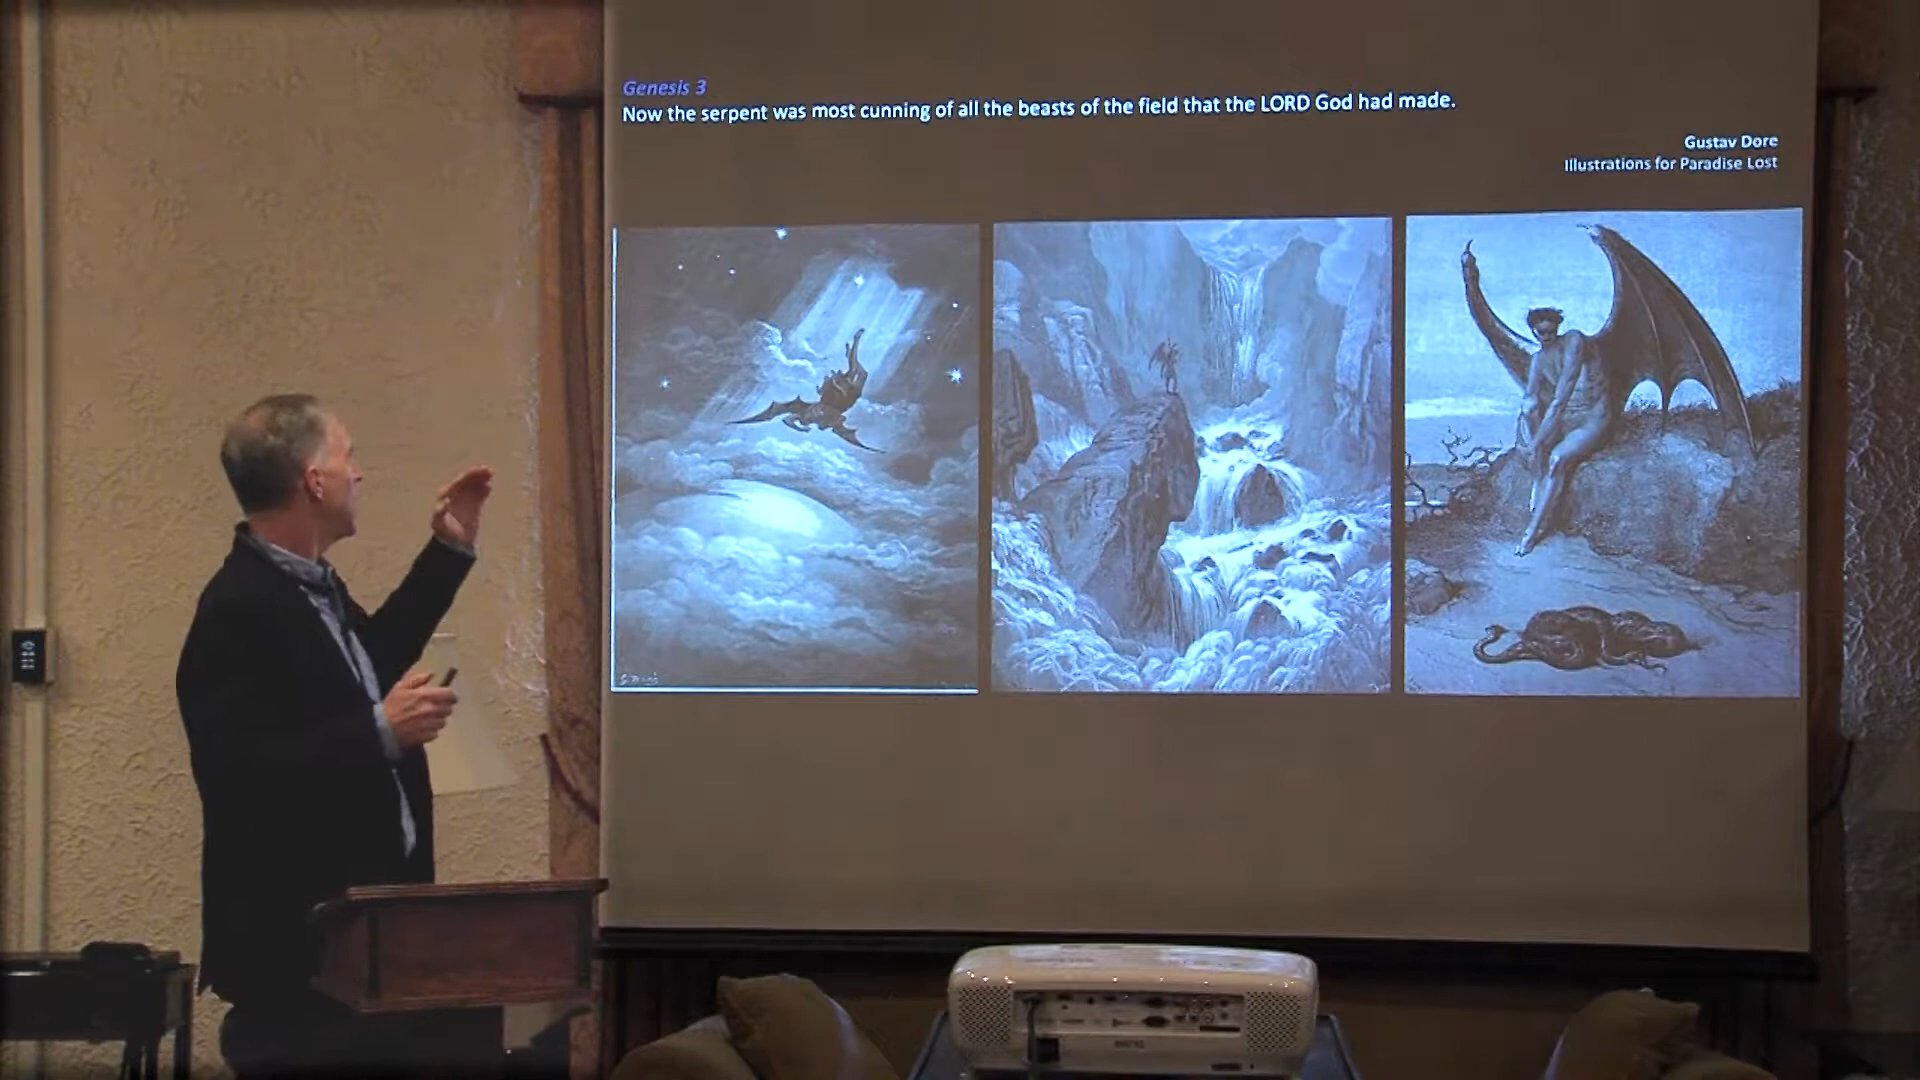 Genesis 3
Now the serpent was most cunning of all the beasts of the field that the LORD God had made.
Gustav Dore
Illustrations for Paradise Lost
BENQ